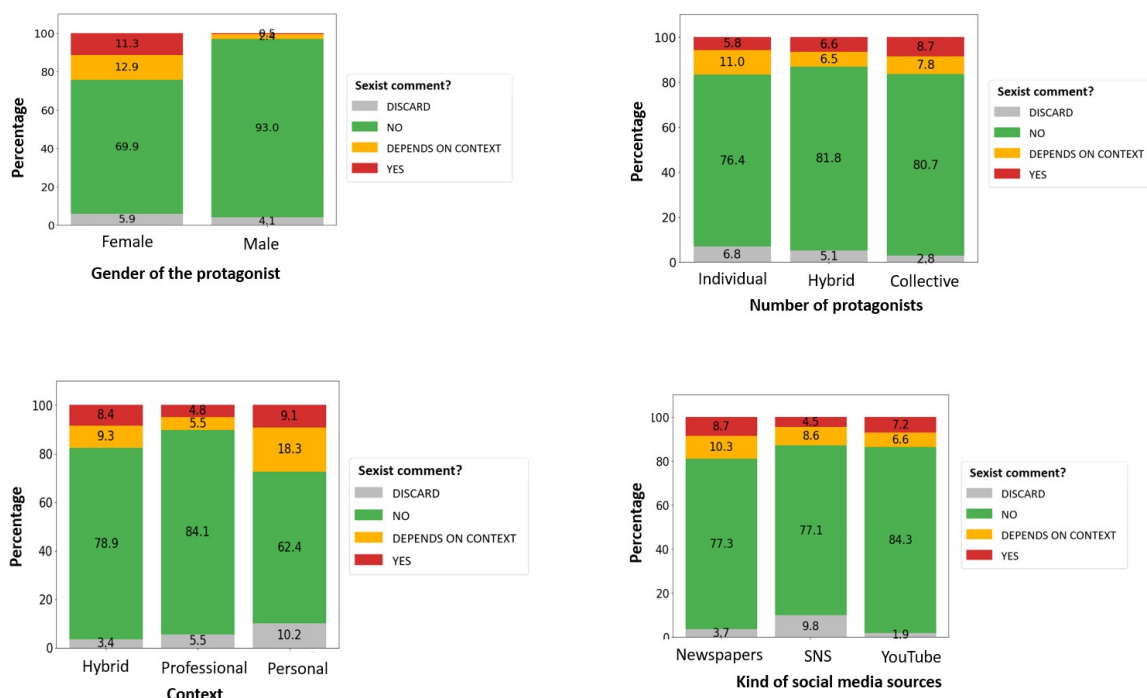 100
80
60
40
20
0
Percentage
11.3
12.9
69.9
5.9
0.5
2.4
93.0
4.1
Female
Male
Gender of the protagonist
Sexist comment?
DISCARD
NO
DEPENDS ON CONTEXT
YES
100
80
60
40
20
0
Percentage
5.8
11.0
76.4
6.8
6.6
6.5
81.8
5.1
8.7
7.8
80.7
2.8
Individual
Hybrid
Collective
Number of protagonists
Sexist comment?
DISCARD
NO
DEPENDS ON CONTEXT
YES
100
80
60
40
20
0
Percentage
8.4
9.3
78.9
3.4
4.8
5.5
84.1
5.5
9.1
18.3
62.4
10.2
Hybrid
Professional
Personal
Context
Sexist comment?
DISCARD
NO
DEPENDS ON CONTEXT
YES
100
80
60
40
20
0
Percentage
8.7
10.3
77.3
3.7
4.5
8.6
77.1
9.8
7.2
6.6
84.3
1.9
Newspapers
SNS
YouTube
Kind of social media sources
Sexist comment?
DISCARD
NO
DEPENDS ON CONTEXT
YES